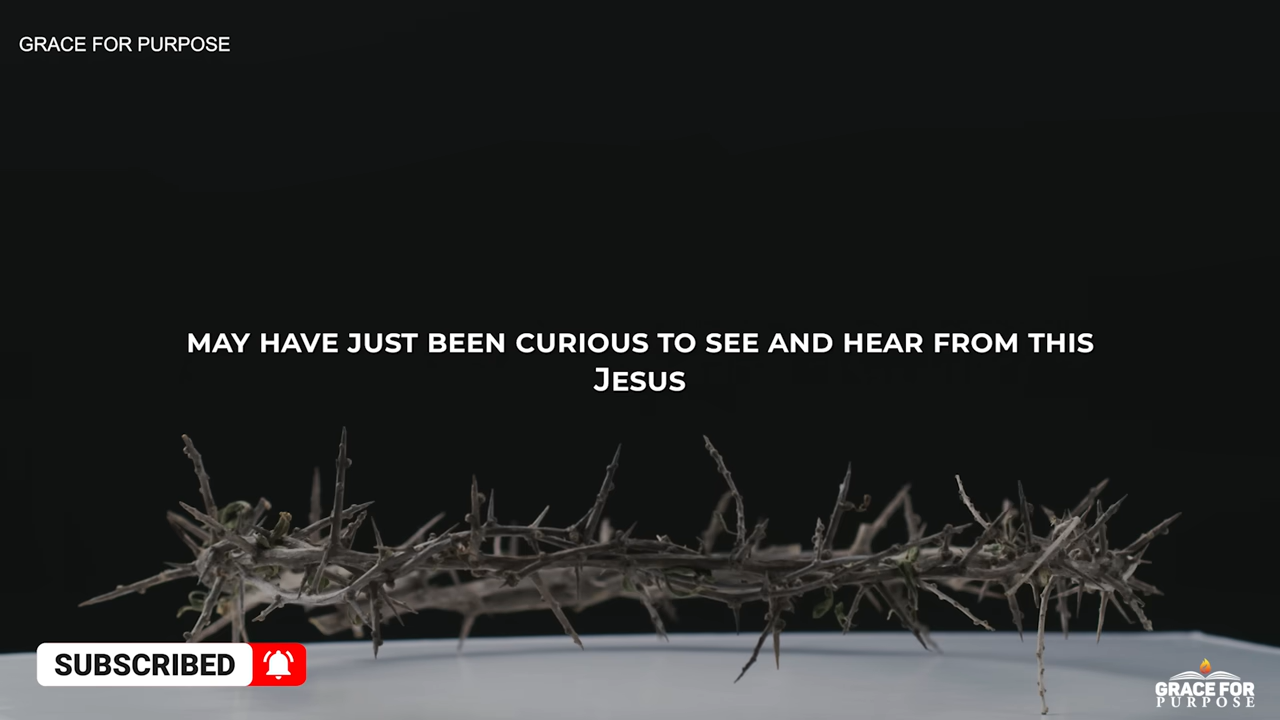 GRACE FOR PURPOSE
MAY HAVE JUST BEEN CURIOUS TO SEE AND HEAR FROM THIS
JESUS
SUBSCRIBED
GRACE FOR
PURPOSE